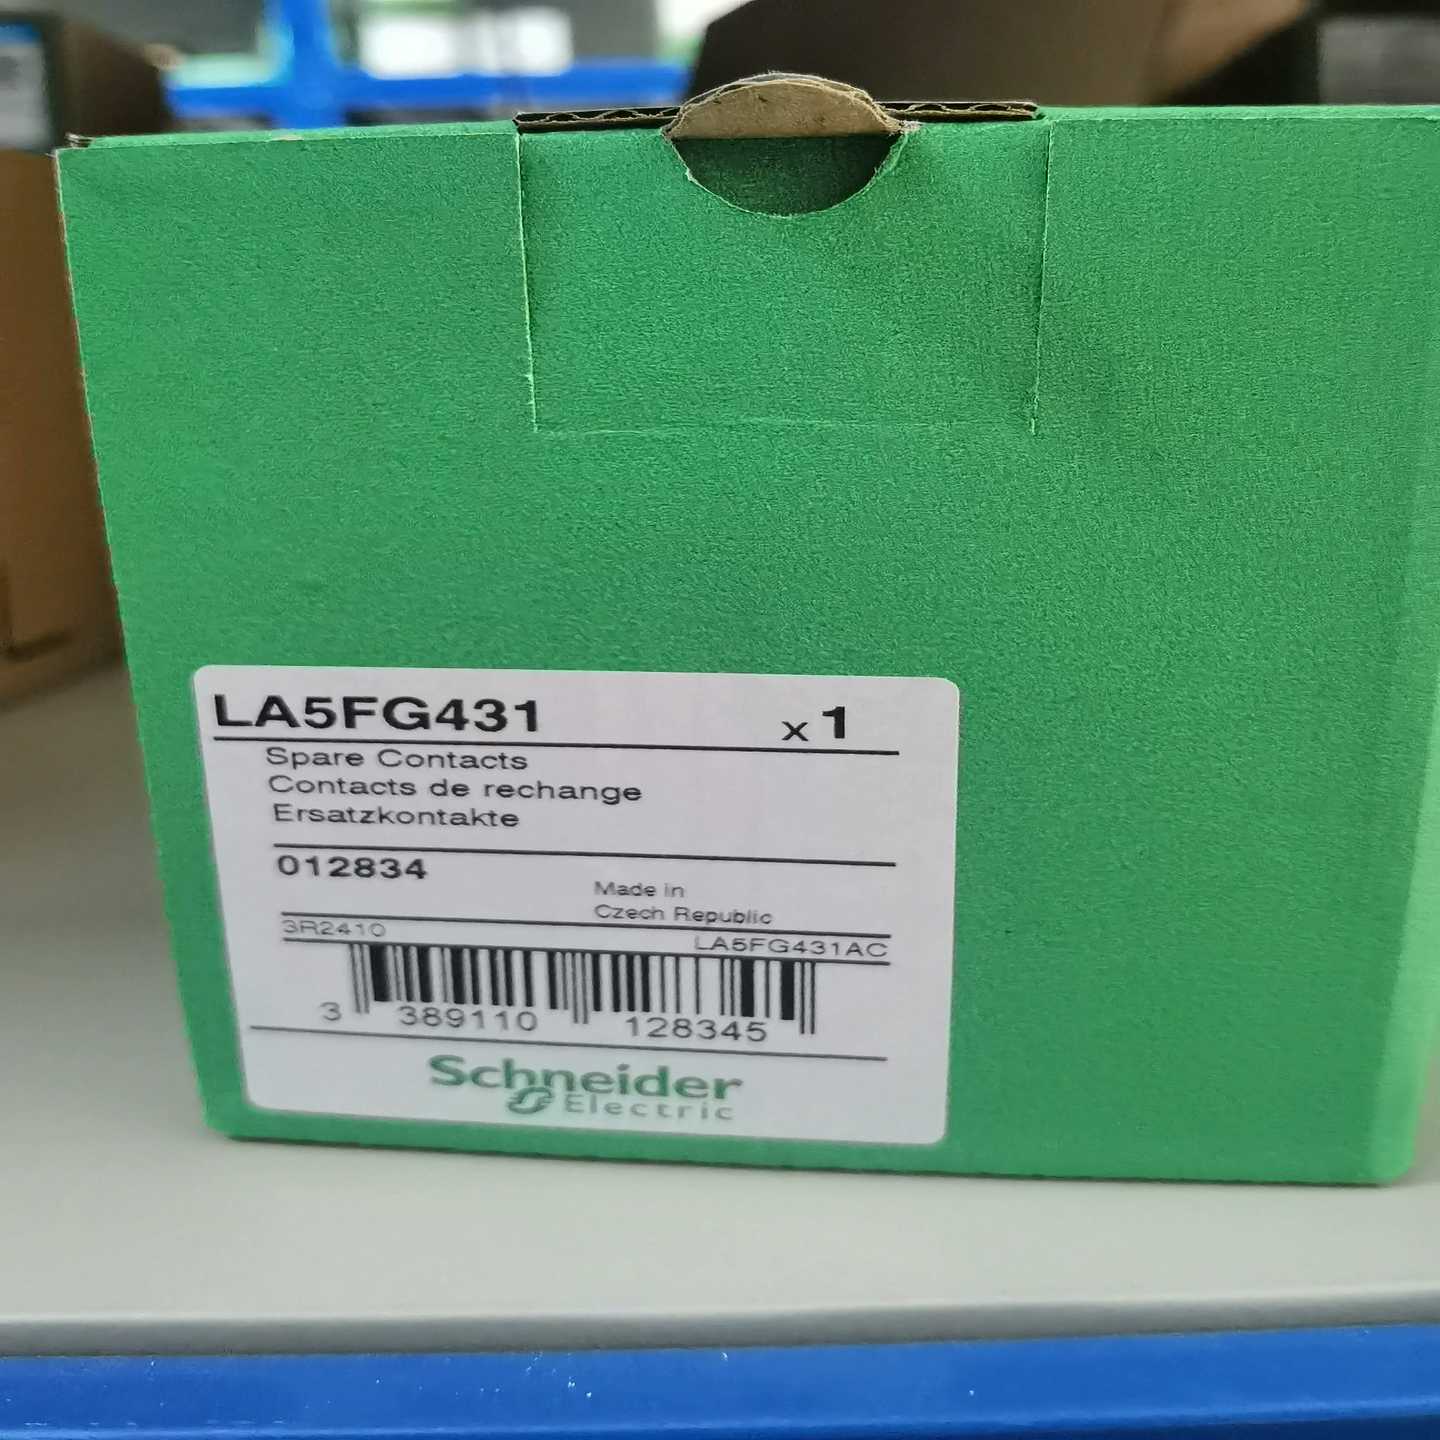 LA5FG431 x 1
Spare Contacts
Contacts de rechange
Ersatzkontakte
012834
Made in
Czech Republic
3R2410 LA5FG431AC
3 389110 128345
Schneider
Electric